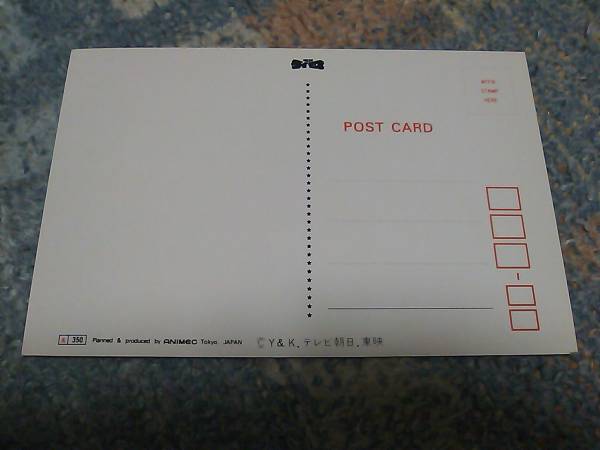 AFFIX
STAMP
HERE
POST CARD
350 Planned & produced by ANIMEC Tokyo. JAPAN ©Y&K.テレビ朝日.東映